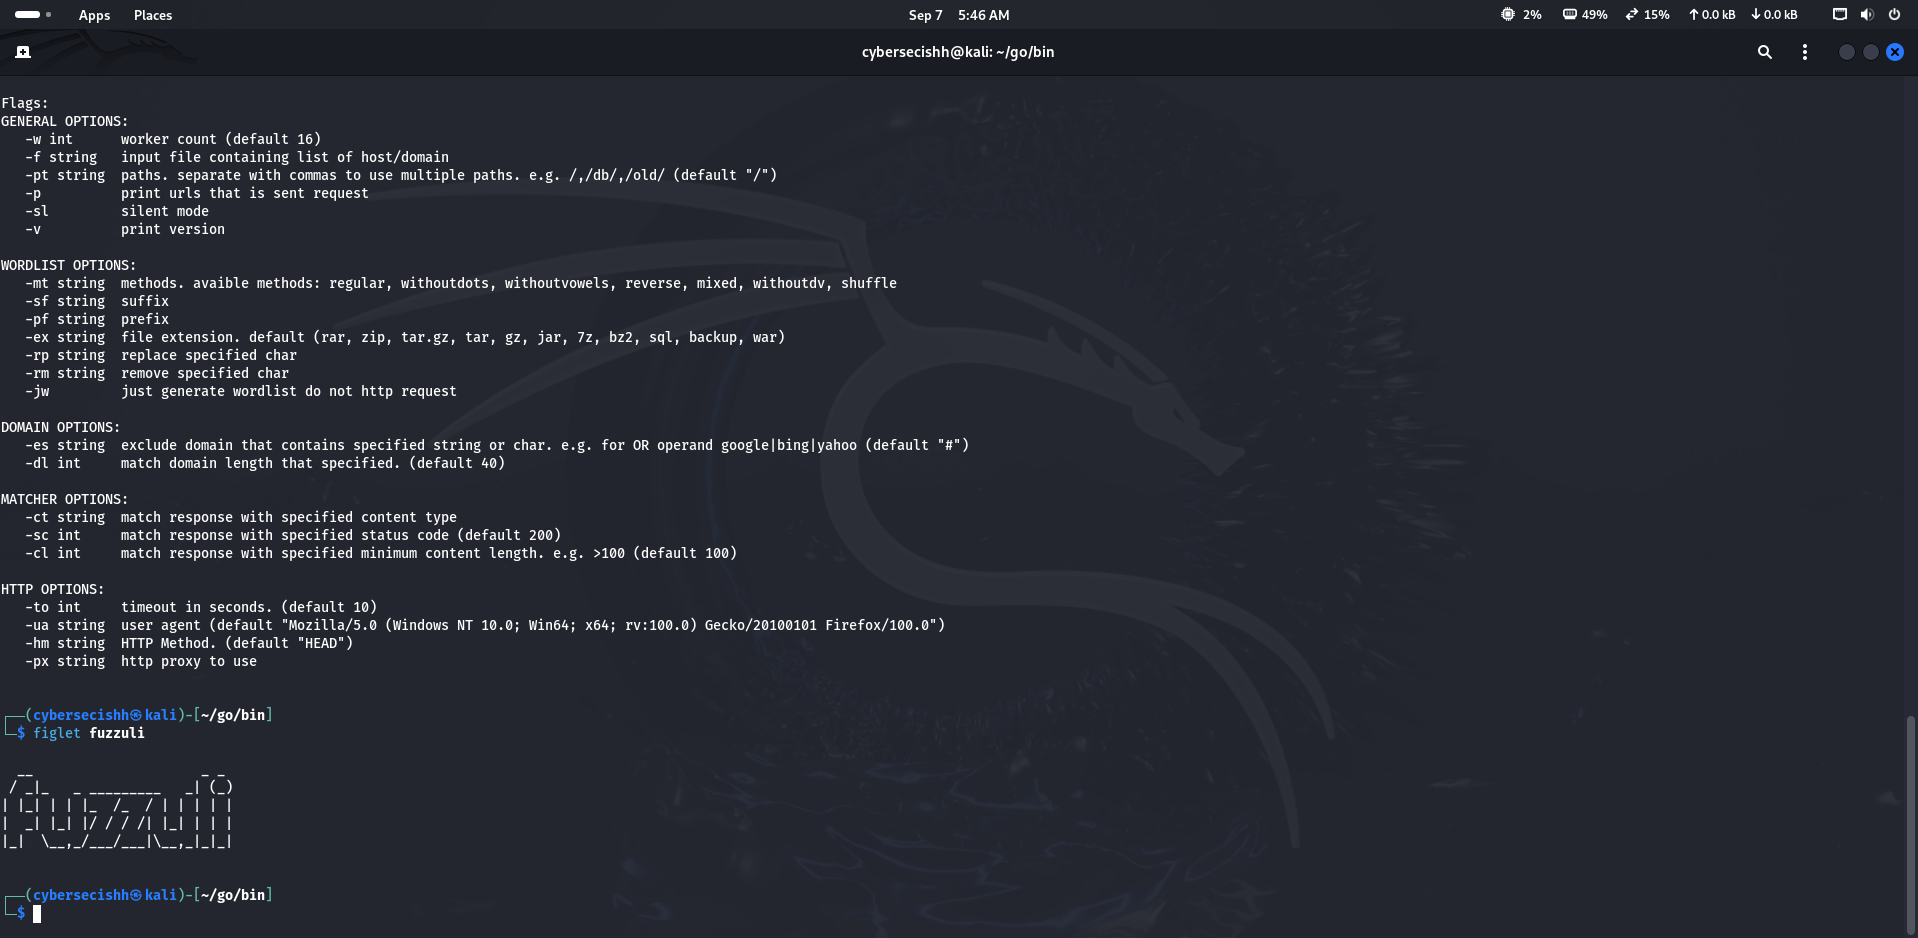 Apps Places Sep 7 5:46 AM 2% 49% 15% ↑ 0.0 kB ↓ 0.0 kB
cybersecishh@kali: ~/go/bin
Flags:
GENERAL OPTIONS:
   -w int      worker count (default 16)
   -f string   input file containing list of host/domain
   -pt string  paths. separate with commas to use multiple paths. e.g. /,/db/,/old/ (default "/")
   -p          print urls that is sent request
   -sl         silent mode
   -v          print version
WORDLIST OPTIONS:
   -mt string  methods. avaible methods: regular, withoutdots, withoutvowels, reverse, mixed, withoutdv, shuffle
   -sf string  suffix
   -pf string  prefix
   -ex string  file extension. default (rar, zip, tar.gz, tar, gz, jar, 7z, bz2, sql, backup, war)
   -rp string  replace specified char
   -rm string  remove specified char
   -jw         just generate wordlist do not http request
DOMAIN OPTIONS:
   -es string  exclude domain that contains specified string or char. e.g. for OR operand google|bing|yahoo (default "#")
   -dl int     match domain length that specified. (default 40)
MATCHER OPTIONS:
   -ct string  match response with specified content type
   -sc int     match response with specified status code (default 200)
   -cl int     match response with specified minimum content length. e.g. >100 (default 100)
HTTP OPTIONS:
   -to int     timeout in seconds. (default 10)
   -ua string  user agent (default "Mozilla/5.0 (Windows NT 10.0; Win64; x64; rv:100.0) Gecko/20100101 Firefox/100.0")
   -hm string  HTTP Method. (default "HEAD")
   -px string  http proxy to use
┌──(cybersecishh㉿kali)-[~/go/bin]
└─$ figlet fuzzuli
fuzzuli
┌──(cybersecishh㉿kali)-[~/go/bin]
└─$